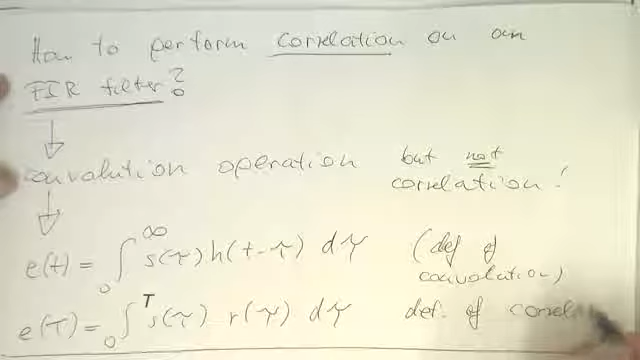 How to perform correlation on an
FIR filter?
convolution operation but not
correlation!
e(t) = ∫₀^∞ s(τ) h(t-τ) dτ (def of
convolution)
e(T) = ∫₀^T s(τ) r(τ) dτ def. of